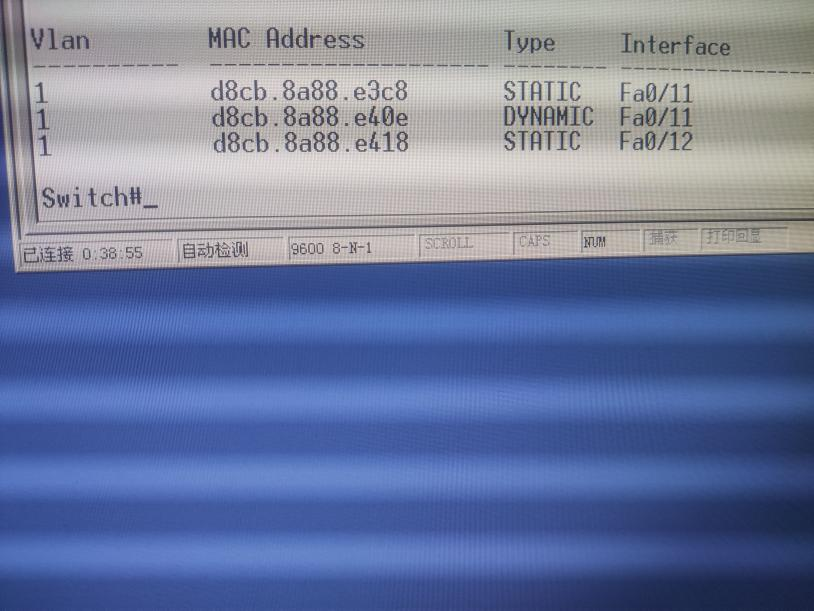 Vlan MAC Address Type Interface
1 d8cb.8a88.e3c8 STATIC Fa0/11
1 d8cb.8a88.e40e DYNAMIC Fa0/11
1 d8cb.8a88.e418 STATIC Fa0/12
Switch#_
已连接 0:38:55 自动检测 9600 8-N-1 SCROLL CAPS NUM 捕获 打印回显